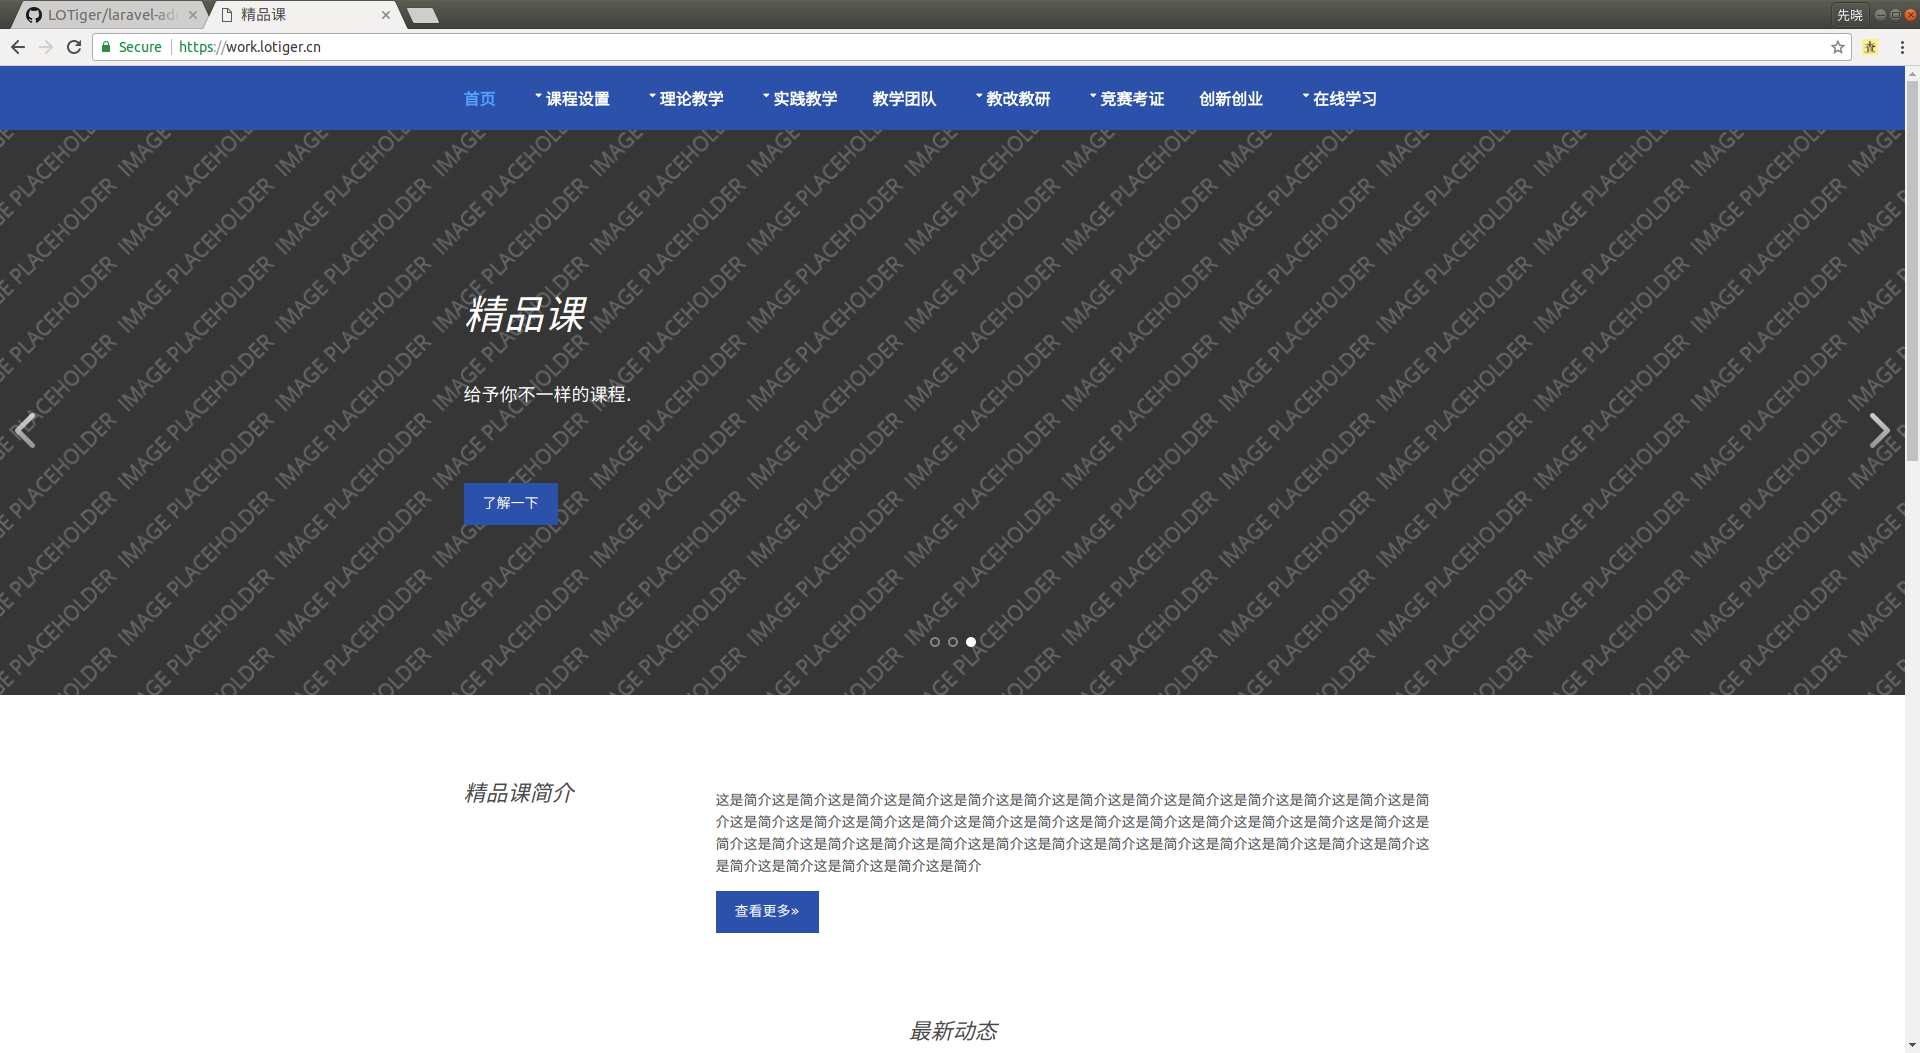 LOTiger/laravel-adm
精品课
先晓
Secure
https://work.lotiger.cn
查
首页 课程设置 理论教学 实践教学 教学团队 教改教研 竞赛考证 创新创业 在线学习
IMAGE PLACEHOLDER
精品课
给予你不一样的课程.
了解一下
精品课简介
这是简介这是简介这是简介这是简介这是简介这是简介这是简介这是简介这是简介这是简介这是简介这是简介这是简
介这是简介这是简介这是简介这是简介这是简介这是简介这是简介这是简介这是简介这是简介这是简介这是简介这是
简介这是简介这是简介这是简介这是简介这是简介这是简介这是简介这是简介这是简介这是简介这是简介这是简介这
是简介这是简介这是简介这是简介这是简介
查看更多»
最新动态